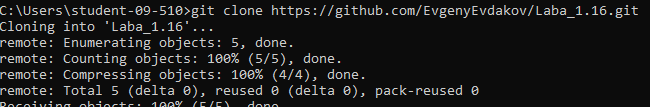 C:\Users\student-09-510>git clone https://github.com/EvgenyEvdakov/Laba_1.16.git
Cloning into 'Laba_1.16'...
remote: Enumerating objects: 5, done.
remote: Counting objects: 100% (5/5), done.
remote: Compressing objects: 100% (4/4), done.
remote: Total 5 (delta 0), reused 0 (delta 0), pack-reused 0
Receiving objects: 100% (5/5), done.